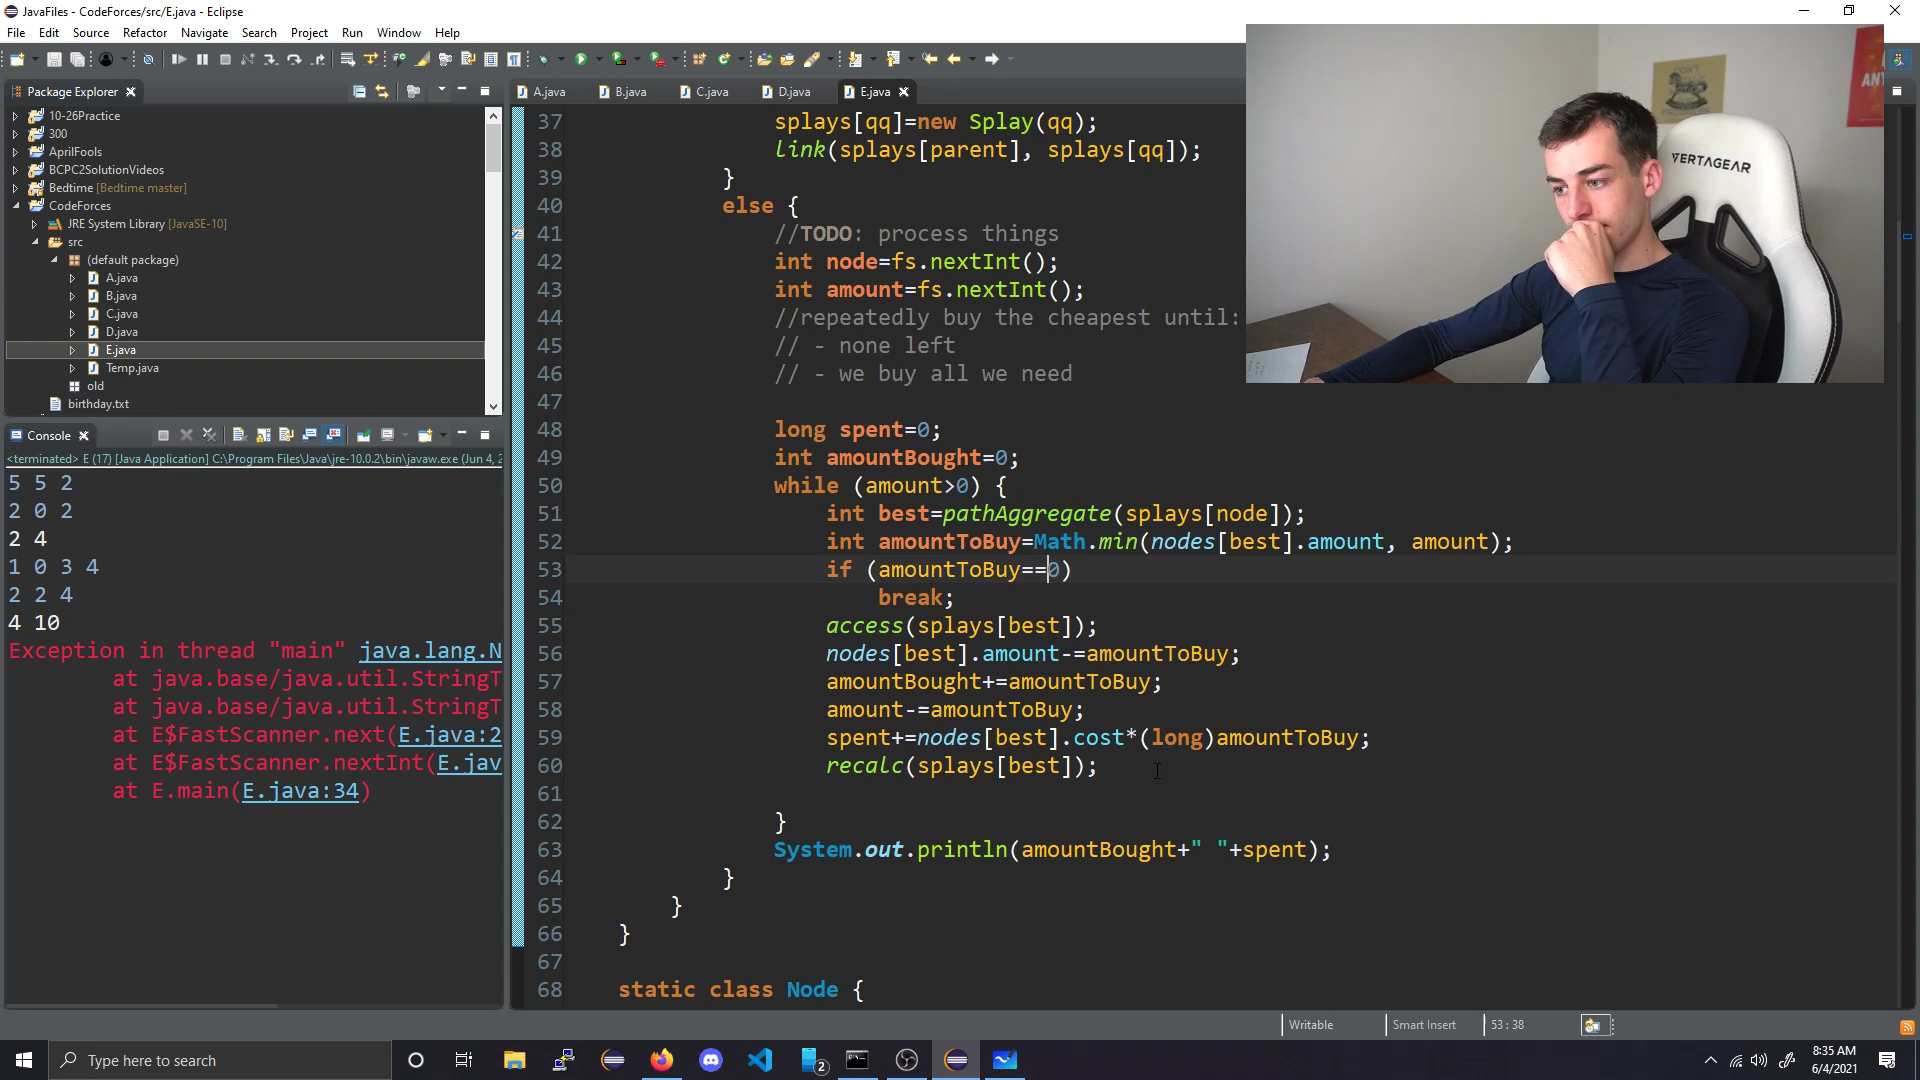 JavaFiles - CodeForces/src/E.java - Eclipse
File Edit Source Refactor Navigate Search Project Run Window Help
Package Explorer
10-26Practice
300
AprilFools
BCPC2SolutionVideos
Bedtime [Bedtime master]
CodeForces
JRE System Library [JavaSE-10]
src
(default package)
A.java
B.java
C.java
D.java
E.java
Temp.java
old
birthday.txt
Console
<terminated> E (17) [Java Application] C:\Program Files\Java\jre-10.0.2\bin\javaw.exe (Jun 4, 2
5 5 2
2 0 2
2 4
1 0 3 4
2 2 4
4 10
Exception in thread "main" java.lang.N
at java.base/java.util.StringT
at java.base/java.util.StringT
at E$FastScanner.next(E.java:2
at E$FastScanner.nextInt(E.jav
at E.main(E.java:34)
A.java B.java C.java D.java E.java
37 splays[qq]=new Splay(qq);
38 link(splays[parent], splays[qq]);
39 }
40 else {
41 //TODO: process things
42 int node=fs.nextInt();
43 int amount=fs.nextInt();
44 //repeatedly buy the cheapest until:
45 // - none left
46 // - we buy all we need
47
48 long spent=0;
49 int amountBought=0;
50 while (amount>0) {
51 int best=pathAggregate(splays[node]);
52 int amountToBuy=Math.min(nodes[best].amount, amount);
53 if (amountToBuy==0)
54 break;
55 access(splays[best]);
56 nodes[best].amount-=amountToBuy;
57 amountBought+=amountToBuy;
58 amount-=amountToBuy;
59 spent+=nodes[best].cost*(long)amountToBuy;
60 recalc(splays[best]);
61
62 }
63 System.out.println(amountBought+" "+spent);
64 }
65 }
66 }
67
68 static class Node {
VERTAGEAR
DON'T
ANY
Writable Smart Insert 53 : 38
Type here to search
2
8:35 AM
6/4/2021